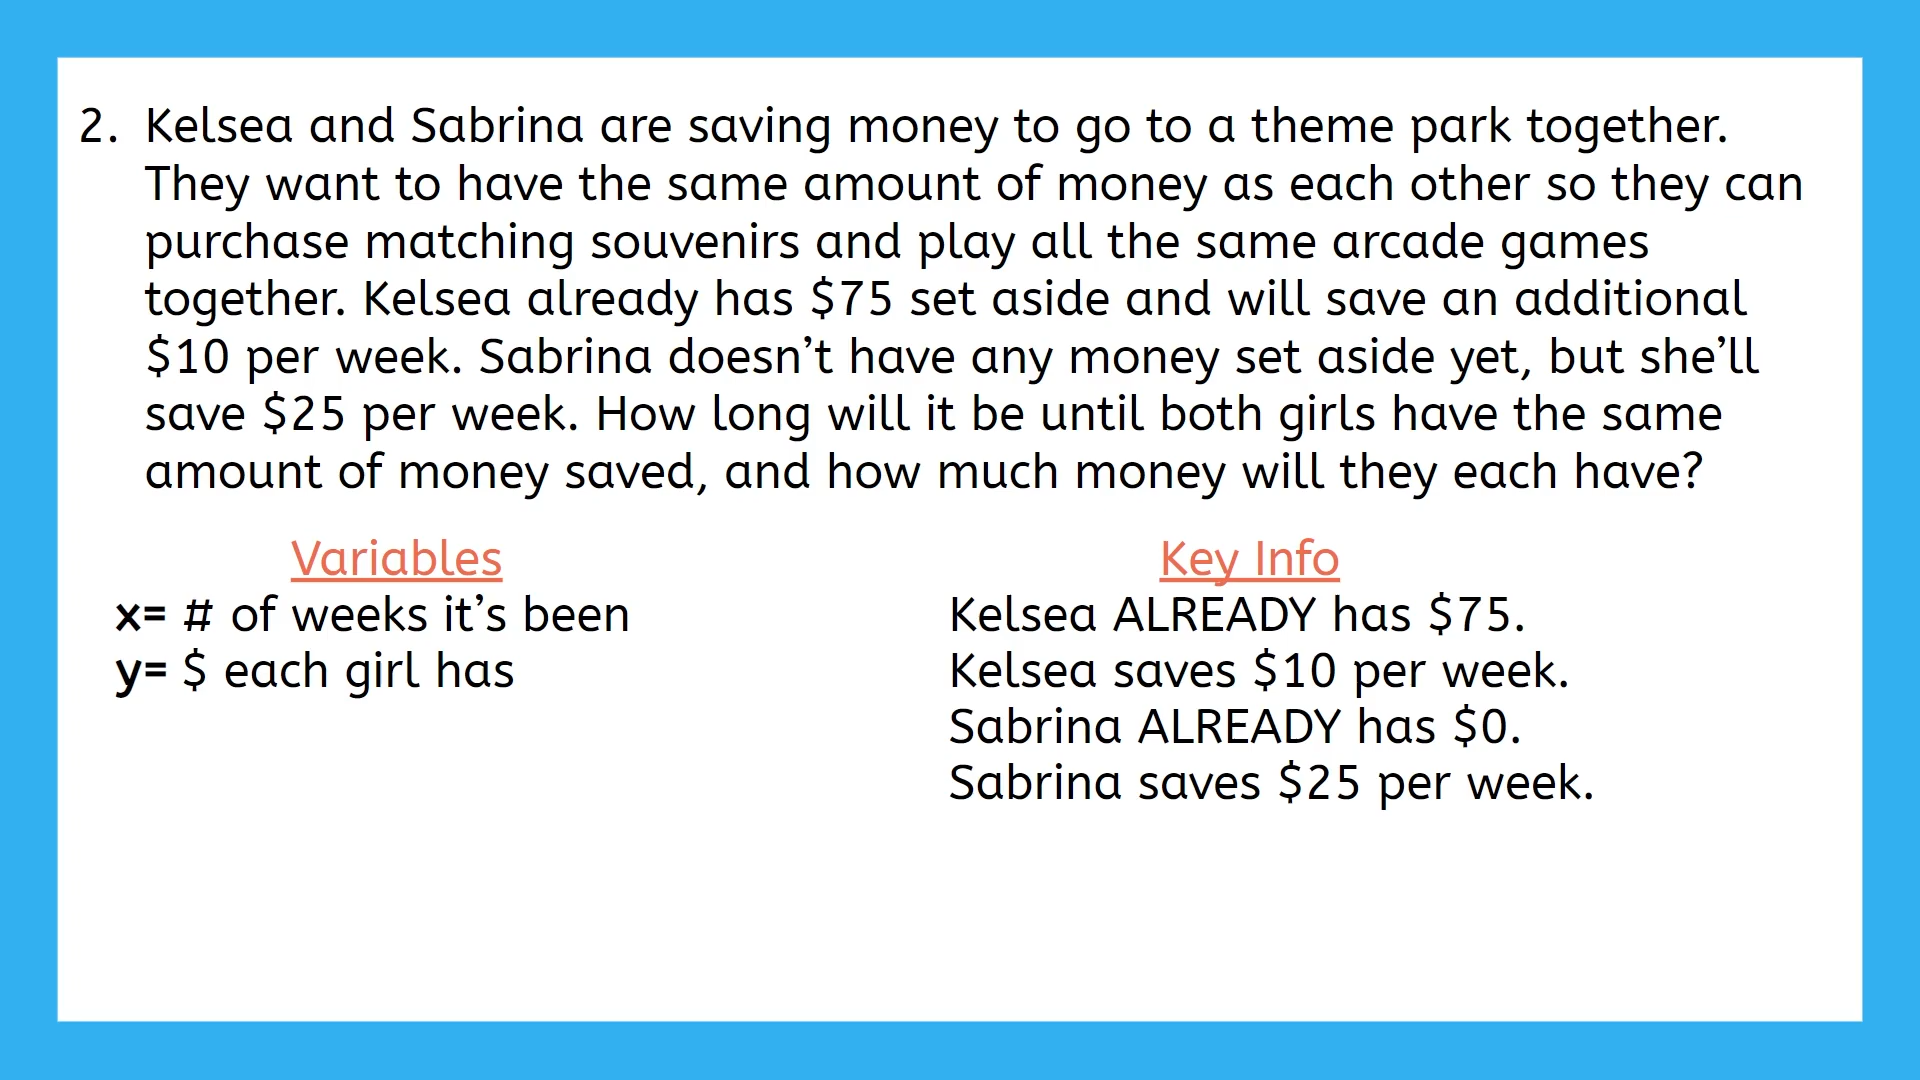 2. Kelsea and Sabrina are saving money to go to a theme park together.
They want to have the same amount of money as each other so they can
purchase matching souvenirs and play all the same arcade games
together. Kelsea already has $75 set aside and will save an additional
$10 per week. Sabrina doesn’t have any money set aside yet, but she’ll
save $25 per week. How long will it be until both girls have the same
amount of money saved, and how much money will they each have?
Variables
x= # of weeks it’s been
y= $ each girl has
Key Info
Kelsea ALREADY has $75.
Kelsea saves $10 per week.
Sabrina ALREADY has $0.
Sabrina saves $25 per week.